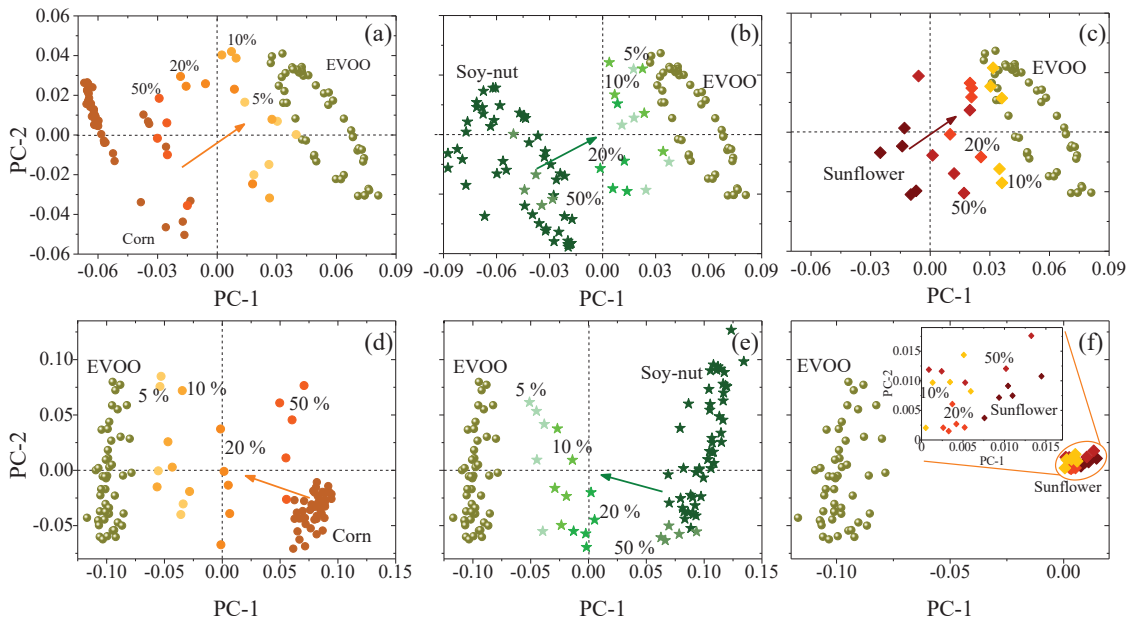 (a)
10%
20%
EVOO
50%
5%
Corn
PC-2
0.06
0.04
0.02
0.00
-0.02
-0.04
-0.06
-0.06 -0.03 0.00 0.03 0.06 0.09
PC-1
(b)
5%
Soy-nut
10%
EVOO
20%
50%
-0.09 -0.06 -0.03 0.00 0.03 0.06 0.09
PC-1
(c)
EVOO
20%
Sunflower
10%
50%
-0.06 -0.03 0.00 0.03 0.06 0.09
PC-1
(d)
EVOO
5 %
10 %
50 %
20 %
Corn
PC-2
0.10
0.05
0.00
-0.05
-0.10 -0.05 0.00 0.05 0.10 0.15
PC-1
(e)
EVOO
5 %
Soy-nut
10 %
20 %
50 %
-0.10 -0.05 0.00 0.05 0.10 0.15
PC-1
(f)
EVOO
PC-2
0.015
0.010
0.005
0.000
50%
10%
Sunflower
20%
0.005 0.010 0.015
PC-1
Sunflower
-0.10 -0.05 0.00
PC-1